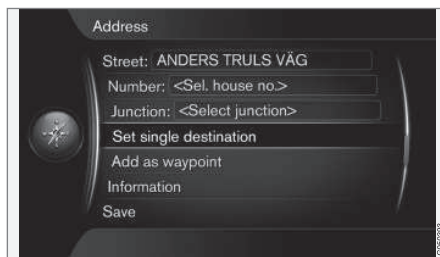 Address
Street: ANDERS TRULS VÄG
Number: <Sel. house no.>
Junction: <Select junction>
Set single destination
Add as waypoint
Information
Save